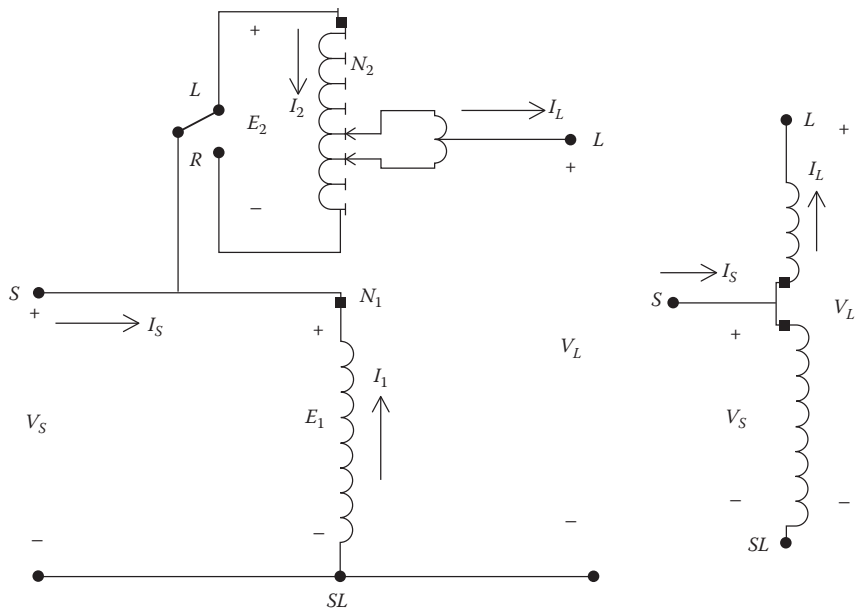 +
N2
L
I2
IL
E2
L
R
+
−
S
+
IS
N1
+
I1
VL
E1
VS
−
−
−
SL
L
+
IL
IS
S
VL
+
VS
−
−
SL